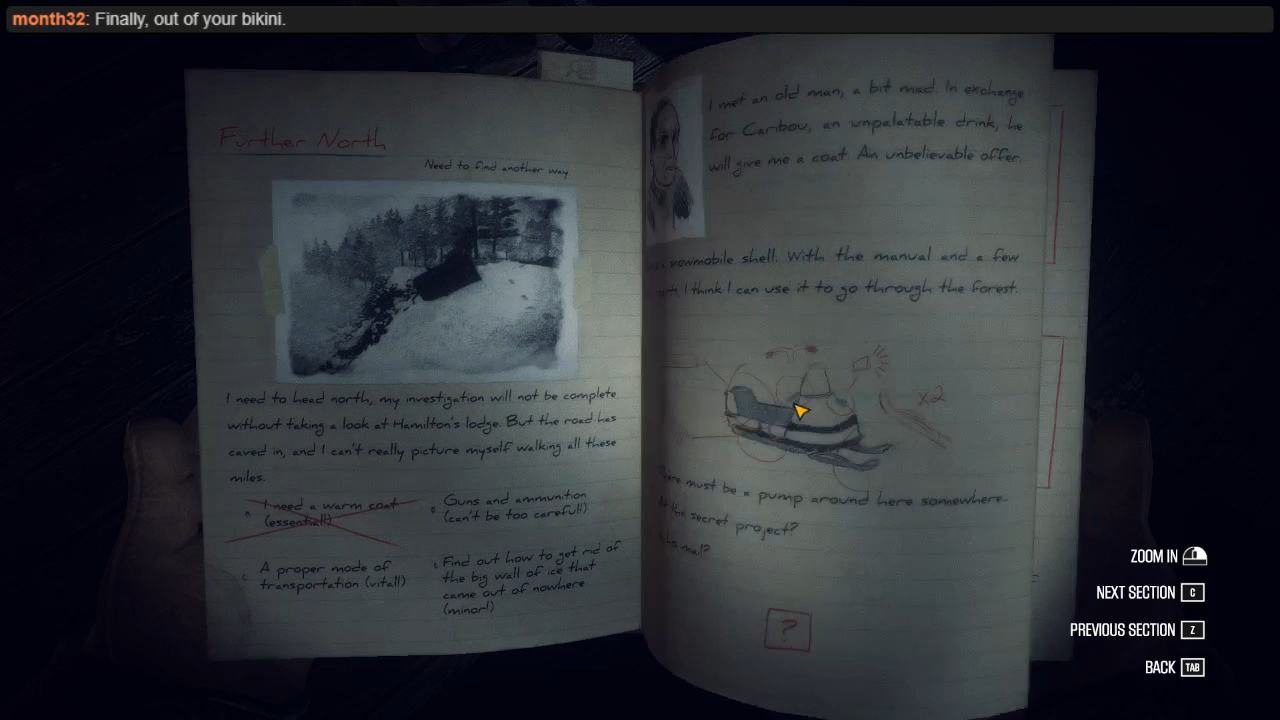 month32: Finally, out of your bikini.
Further North
Need to find another way
I need to head north, my investigation will not be complete
without taking a look at Hamilton's lodge. But the road has
caved in, and I can't really picture myself walking all these
miles.
I need a warm coat
(essential!)
Guns and ammunition
(can't be too careful!)
A proper mode of
transportation (vital!)
Find out how to get rid of
the big wall of ice that
came out of nowhere
(minor!)
I met an old man, a bit mad. In exchange
for Caribou, an unpalatable drink, he
will give me a coat. An unbelievable offer.
snowmobile shell. With the manual and a few
I think I can use it to go through the forest.
x2
must be a pump around here somewhere.
the secret project?
?
ZOOM IN
NEXT SECTION C
PREVIOUS SECTION Z
BACK TAB